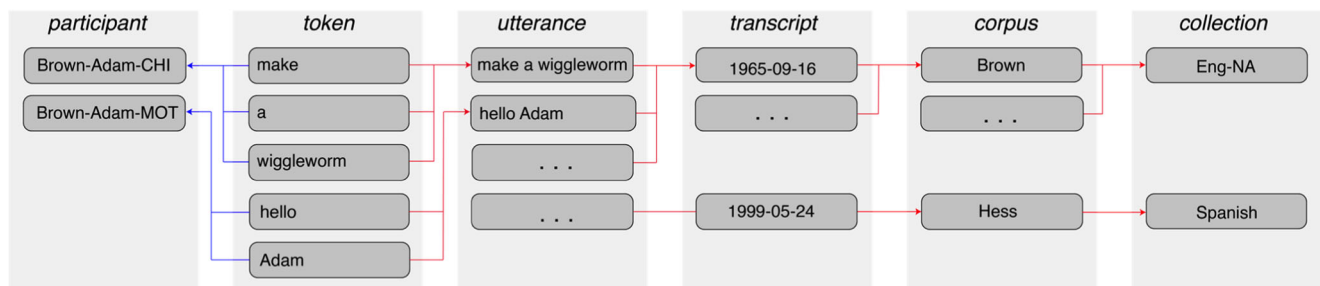 participant token utterance transcript corpus collection
Brown-Adam-CHI make make a wiggleworm 1965-09-16 Brown Eng-NA
Brown-Adam-MOT a hello Adam . . . . . .
wiggleworm . . .
hello . . . 1999-05-24 Hess Spanish
Adam